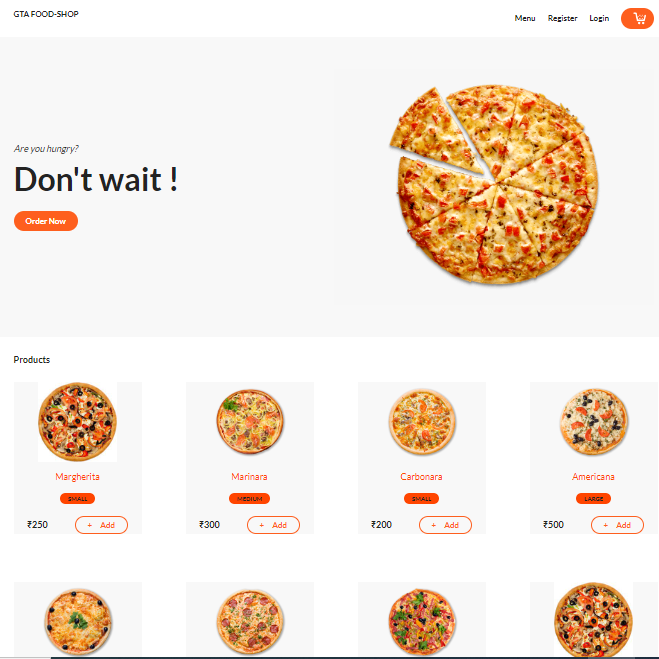 GTA FOOD-SHOP
Menu Register Login
Are you hungry?
Don't wait !
Order Now
Products
Margherita
SMALL
₹250 + Add
Marinara
MEDIUM
₹300 + Add
Carbonara
SMALL
₹200 + Add
Americana
LARGE
₹500 + Add